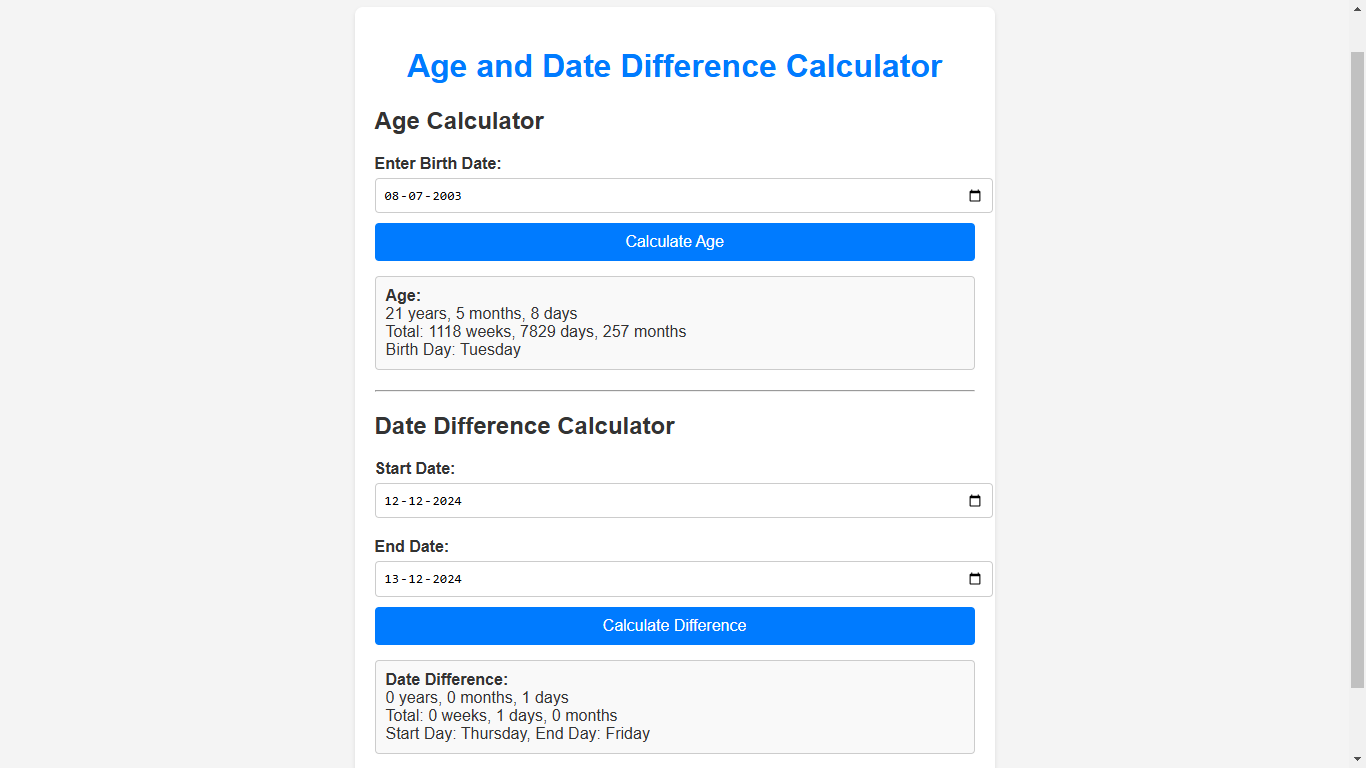 Age and Date Difference Calculator
Age Calculator
Enter Birth Date:
08-07-2003
Calculate Age
Age:
21 years, 5 months, 8 days
Total: 1118 weeks, 7829 days, 257 months
Birth Day: Tuesday
Date Difference Calculator
Start Date:
12-12-2024
End Date:
13-12-2024
Calculate Difference
Date Difference:
0 years, 0 months, 1 days
Total: 0 weeks, 1 days, 0 months
Start Day: Thursday, End Day: Friday